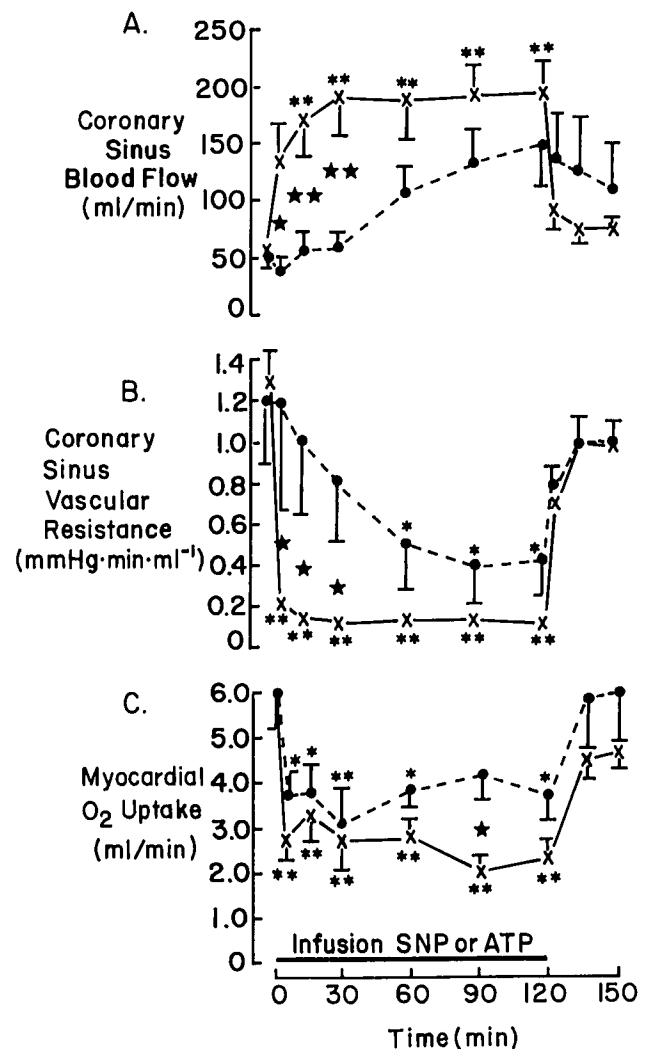 A.
Coronary
Sinus
Blood Flow
(ml/min)
250
200
150
100
50
0
** ** ** ** **
★ ★★ ★★
B.
Coronary
Sinus
Vascular
Resistance
(mmHg·min·ml⁻¹)
1.4
1.2
1.0
0.8
0.6
0.4
0.2
0
* * *
★ ★ ★
** ** ** ** ** **
C.
Myocardial
O₂ Uptake
(ml/min)
6.0
5.0
4.0
3.0
2.0
1.0
0
* * ** * *
★
** ** ** ** ** **
Infusion SNP or ATP
0 30 60 90 120 150
Time (min)